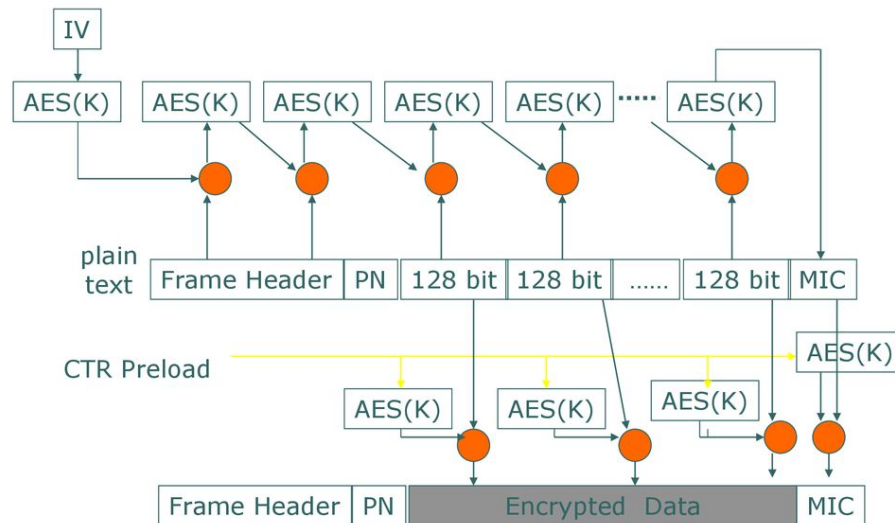 IV
AES(K) AES(K) AES(K) AES(K) AES(K) ..... AES(K)
plain
text
Frame Header PN 128 bit 128 bit ...... 128 bit MIC
AES(K)
CTR Preload
AES(K) AES(K) AES(K)
Frame Header PN Encrypted Data MIC